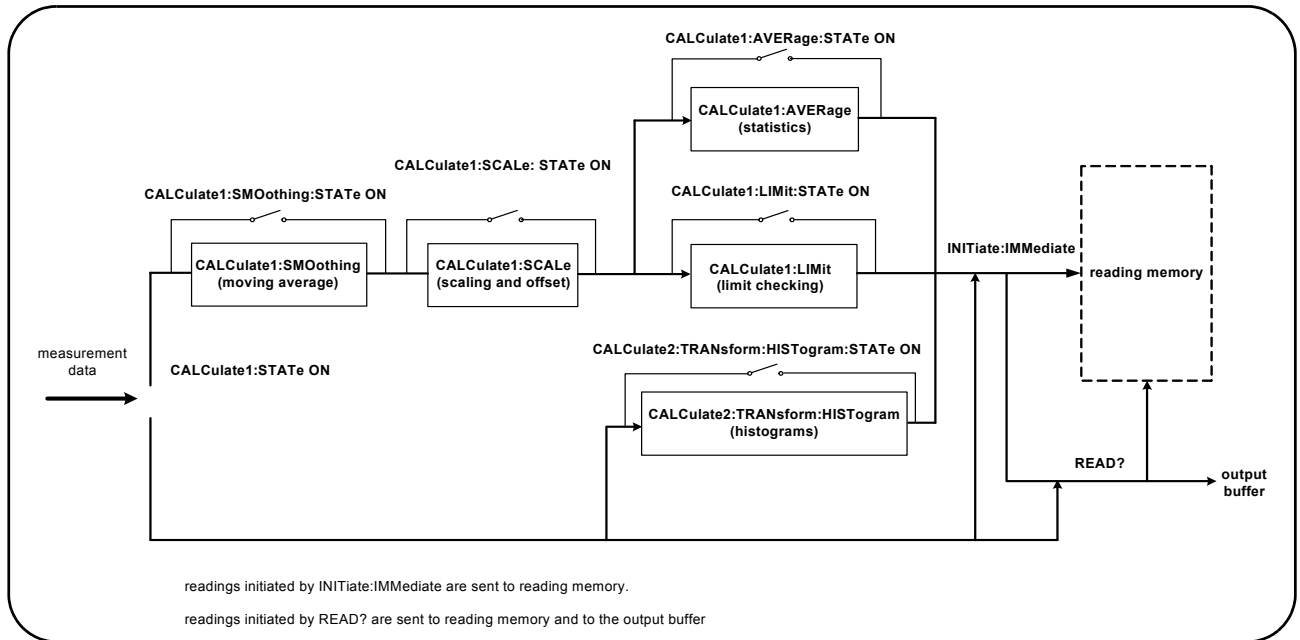 CALCulate1:AVERage:STATe ON
CALCulate1:AVERage
(statistics)
CALCulate1:SCALe: STATe ON
CALCulate1:SMOothing:STATe ON
CALCulate1:LIMit:STATe ON
CALCulate1:SMOothing
(moving average)
CALCulate1:SCALe
(scaling and offset)
CALCulate1:LIMit
(limit checking)
INITiate:IMMediate
reading memory
measurement
data
CALCulate1:STATe ON
CALCulate2:TRANsform:HISTogram:STATe ON
CALCulate2:TRANsform:HISTogram
(histograms)
READ?
output
buffer
readings initiated by INITiate:IMMediate are sent to reading memory.
readings initiated by READ? are sent to reading memory and to the output buffer